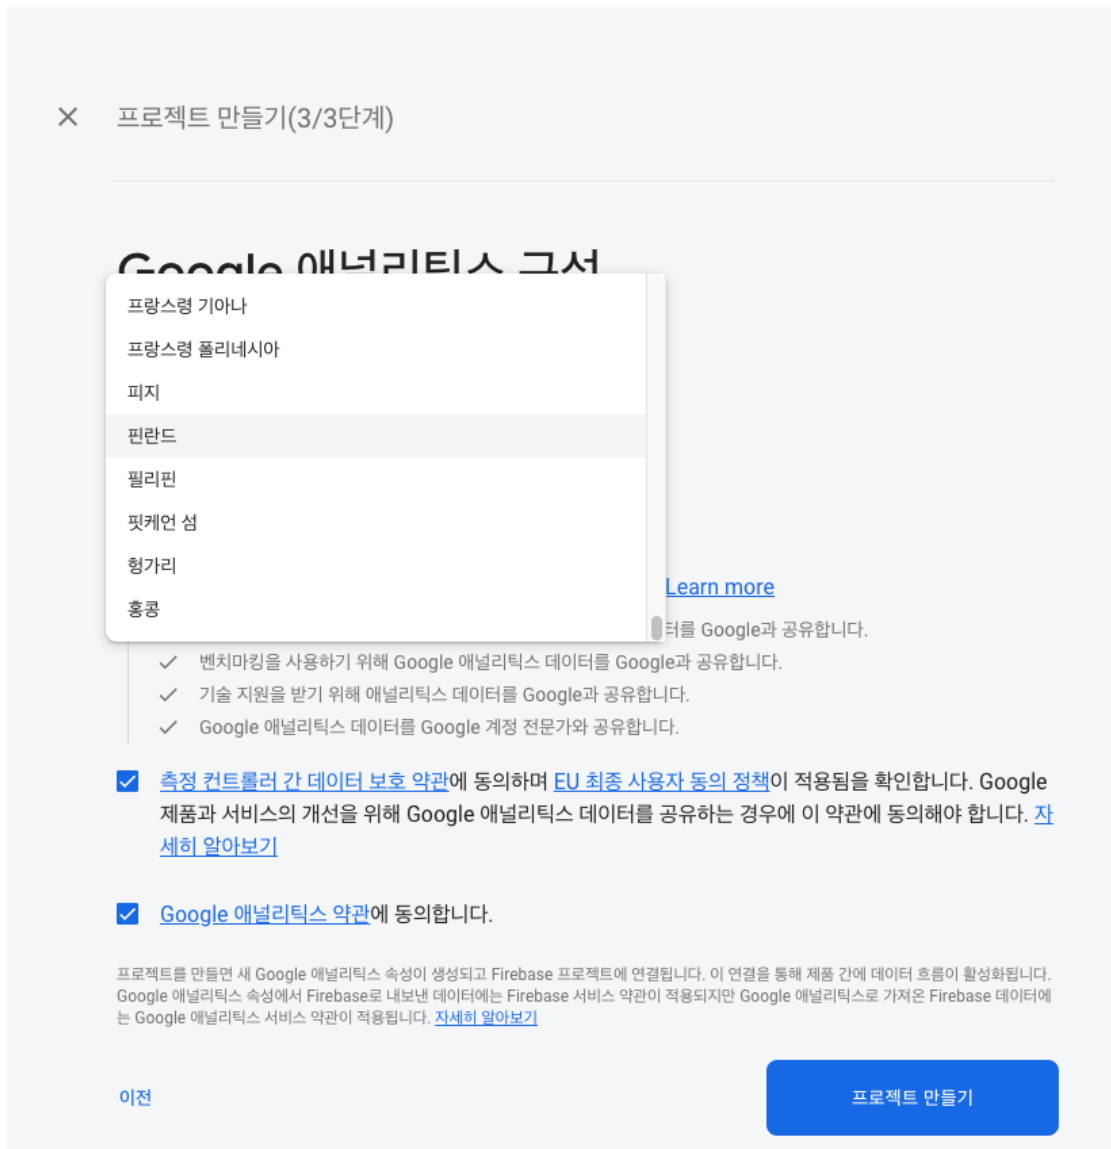 프로젝트 만들기(3/3단계)
Google 애널리틱스 구성
프랑스령 기아나
프랑스령 폴리네시아
피지
핀란드
필리핀
핏케언 섬
헝가리
홍콩
Learn more
터를 Google과 공유합니다.
벤치마킹을 사용하기 위해 Google 애널리틱스 데이터를 Google과 공유합니다.
기술 지원을 받기 위해 애널리틱스 데이터를 Google과 공유합니다.
Google 애널리틱스 데이터를 Google 계정 전문가와 공유합니다.
측정 컨트롤러 간 데이터 보호 약관에 동의하며 EU 최종 사용자 동의 정책이 적용됨을 확인합니다. Google
제품과 서비스의 개선을 위해 Google 애널리틱스 데이터를 공유하는 경우에 이 약관에 동의해야 합니다. 자
세히 알아보기
Google 애널리틱스 약관에 동의합니다.
프로젝트를 만들면 새 Google 애널리틱스 속성이 생성되고 Firebase 프로젝트에 연결됩니다. 이 연결을 통해 제품 간에 데이터 흐름이 활성화됩니다.
Google 애널리틱스 속성에서 Firebase로 내보낸 데이터에는 Firebase 서비스 약관이 적용되지만 Google 애널리틱스로 가져온 Firebase 데이터에
는 Google 애널리틱스 서비스 약관이 적용됩니다. 자세히 알아보기
이전
프로젝트 만들기